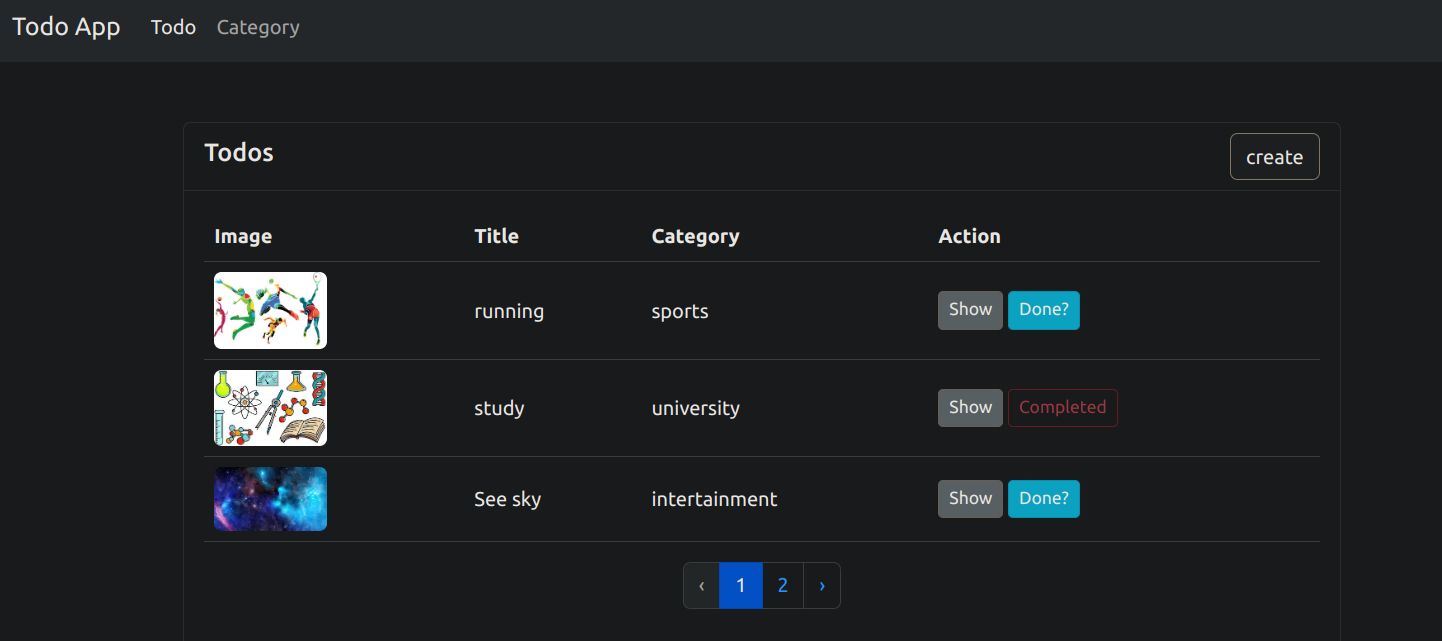 Todo App Todo Category
Todos create
Image Title Category Action
running sports Show Done?
study university Show Completed
See sky intertainment Show Done?
‹ 1 2 ›